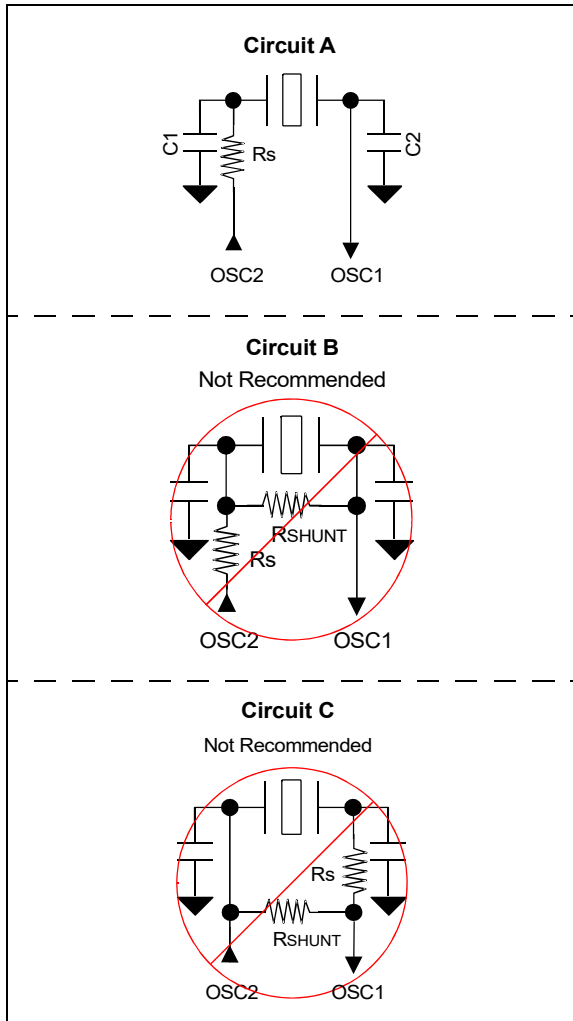 Circuit A
C1
Rs
C2
OSC2
OSC1
Circuit B
Not Recommended
RSHUNT
Rs
OSC2
OSC1
Circuit C
Not Recommended
Rs
RSHUNT
OSC2
OSC1